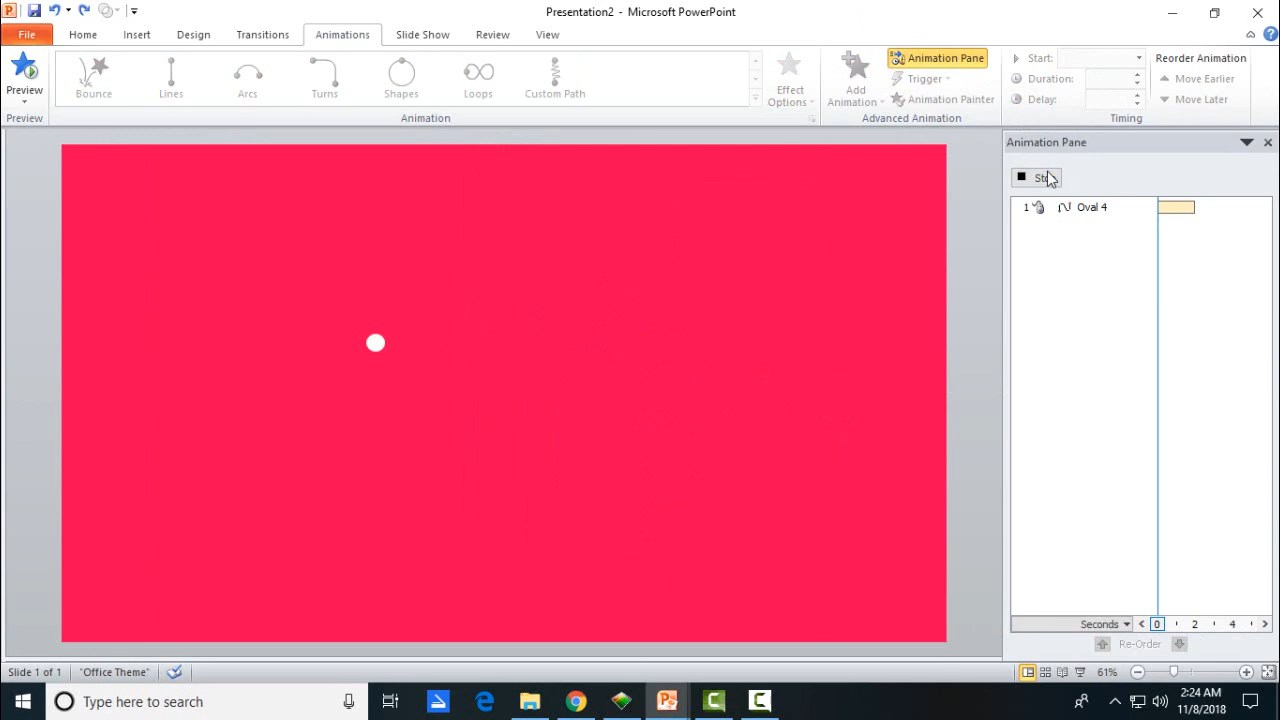 Presentation2 - Microsoft PowerPoint
File Home Insert Design Transitions Animations Slide Show Review View
Preview
Bounce Lines Arcs Turns Shapes Loops Custom Path
Effect Options
Add Animation
Animation Pane
Trigger
Animation Painter
Start:
Duration:
Delay:
Reorder Animation
Move Earlier
Move Later
Preview Animation Advanced Animation Timing
Animation Pane
1 Oval 4
Seconds 0 2 4
Re-Order
Slide 1 of 1 "Office Theme" 61%
Type here to search
2:24 AM
11/8/2018